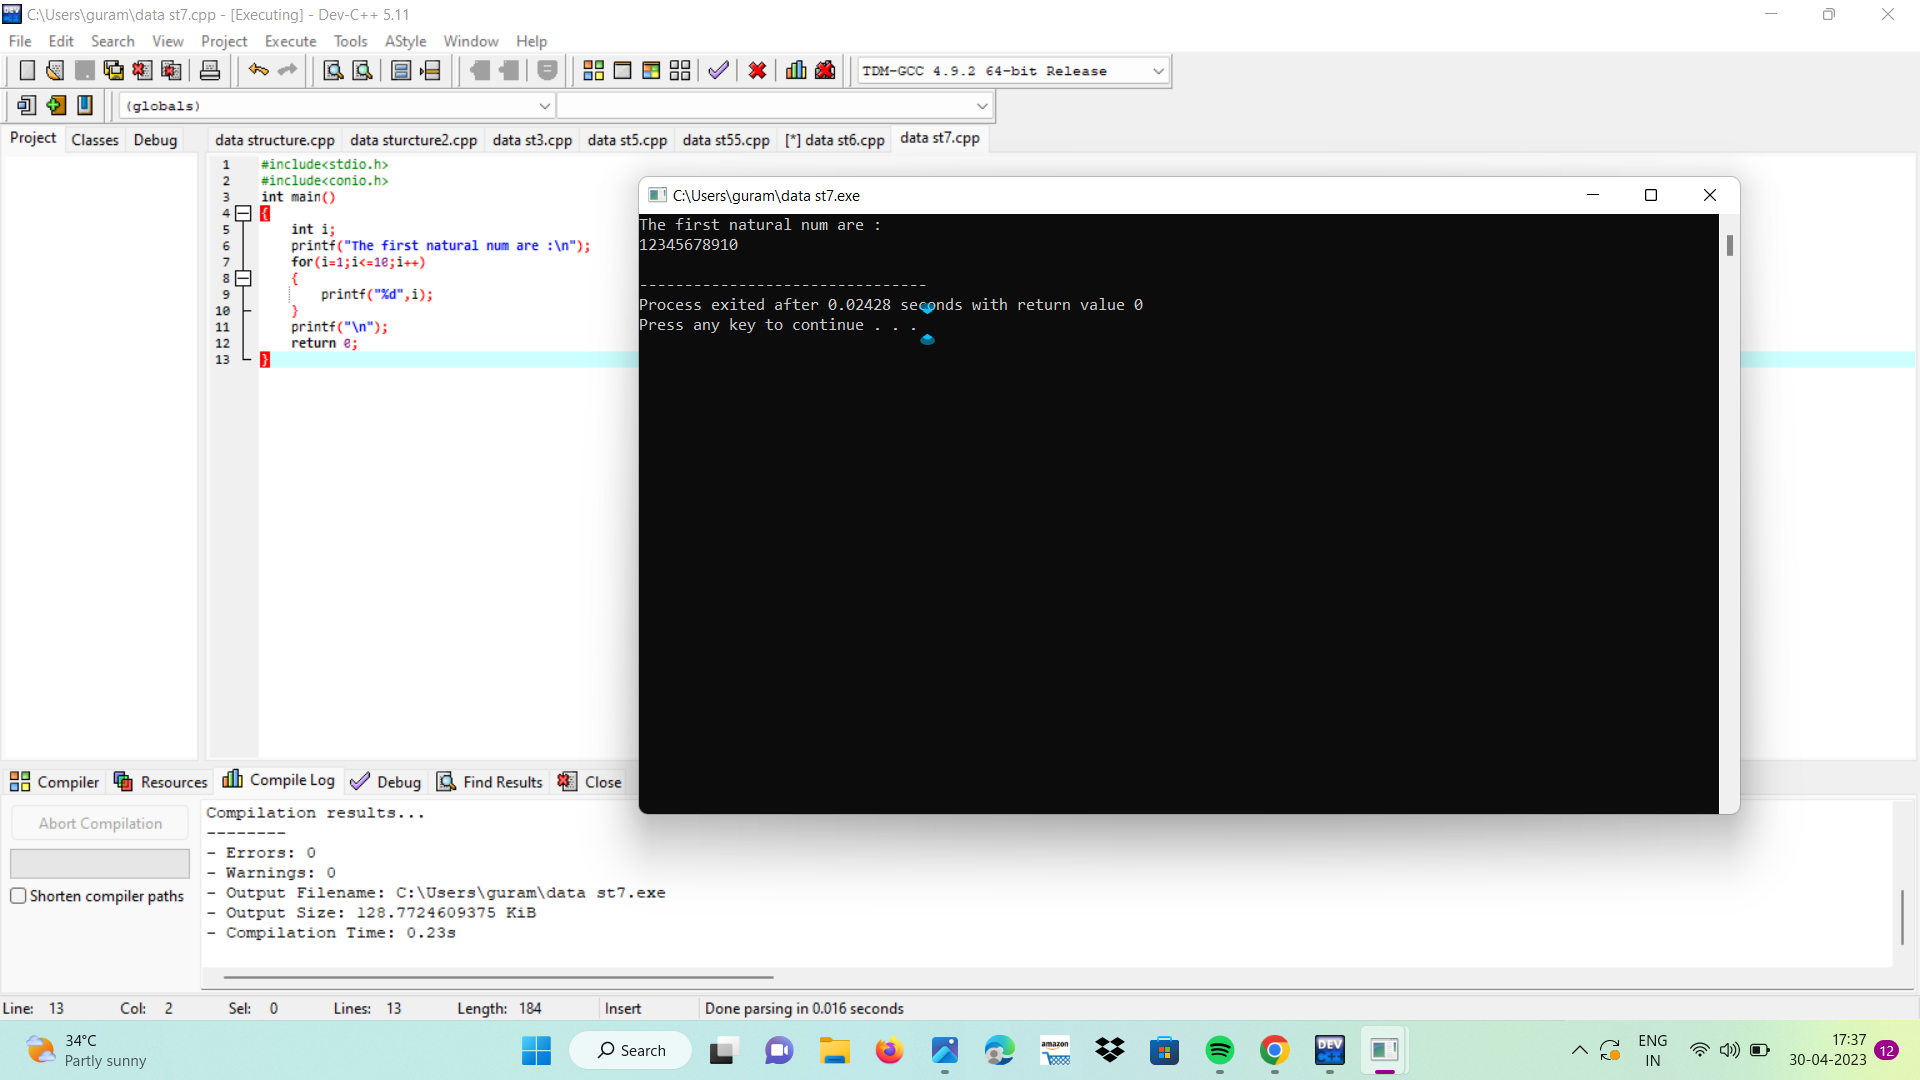 C:\Users\guram\data st7.cpp - [Executing] - Dev-C++ 5.11
File Edit Search View Project Execute Tools AStyle Window Help
TDM-GCC 4.9.2 64-bit Release
(globals)
Project Classes Debug
data structure.cpp data sturcture2.cpp data st3.cpp data st5.cpp data st55.cpp [*] data st6.cpp data st7.cpp
1 #include<stdio.h>
2 #include<conio.h>
3 int main()
4 {
5 int i;
6 printf("The first natural num are :\n");
7 for(i=1;i<=10;i++)
8 {
9 printf("%d",i);
10 }
11 printf("\n");
12 return 0;
13 }
C:\Users\guram\data st7.exe
The first natural num are :
12345678910
--------------------------------
Process exited after 0.02428 seconds with return value 0
Press any key to continue . . .
Compiler Resources Compile Log Debug Find Results Close
Abort Compilation
Shorten compiler paths
Compilation results...
--------
- Errors: 0
- Warnings: 0
- Output Filename: C:\Users\guram\data st7.exe
- Output Size: 128.7724609375 KiB
- Compilation Time: 0.23s
Line: 13 Col: 2 Sel: 0 Lines: 13 Length: 184 Insert Done parsing in 0.016 seconds
34°C
Partly sunny
Search
amazon
DEV
C++
ENG
IN
17:37
30-04-2023
12